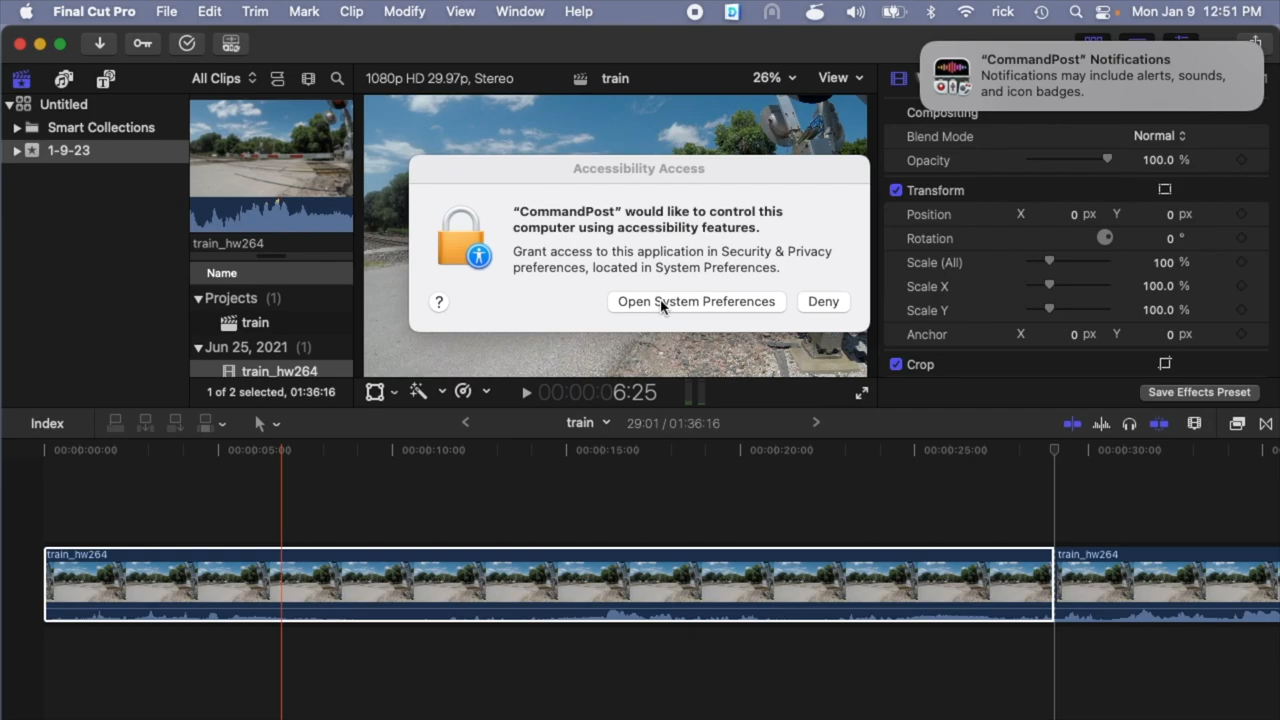 Final Cut Pro File Edit Trim Mark Clip Modify View Window Help rick Mon Jan 9 12:51 PM
All Clips
1080p HD 29.97p, Stereo train 26% View
"CommandPost" Notifications
Notifications may include alerts, sounds,
and icon badges.
Untitled
Smart Collections
1-9-23
train_hw264
Name
Projects (1)
train
Jun 25, 2021 (1)
train_hw264
1 of 2 selected, 01:36:16
Accessibility Access
"CommandPost" would like to control this
computer using accessibility features.
Grant access to this application in Security & Privacy
preferences, located in System Preferences.
? Open System Preferences Deny
00:00:06:25
Compositing
Blend Mode Normal
Opacity 100.0 %
Transform
Position X 0 px Y 0 px
Rotation 0 °
Scale (All) 100 %
Scale X 100.0 %
Scale Y 100.0 %
Anchor X 0 px Y 0 px
Crop
Save Effects Preset
Index train 29:01 / 01:36:16
00:00:00:00 00:00:05:00 00:00:10:00 00:00:15:00 00:00:20:00 00:00:25:00 00:00:30:00
train_hw264 train_hw264